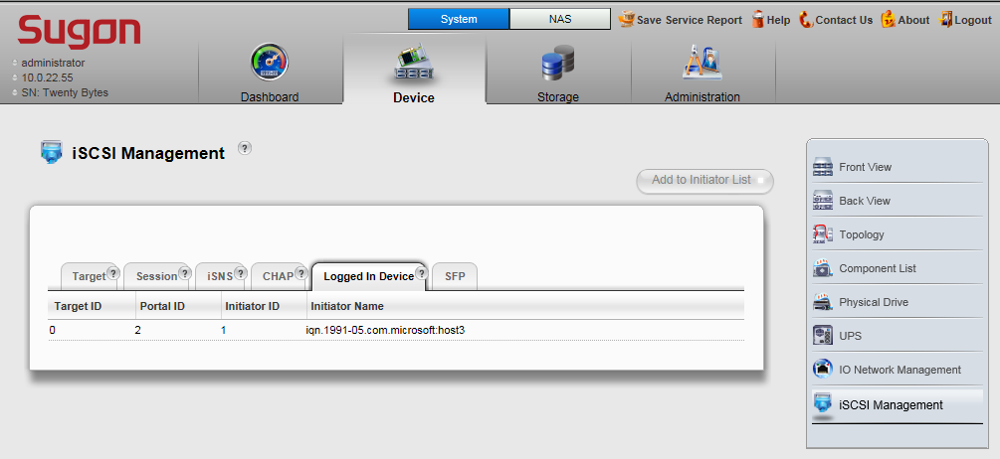 Sugon
System NAS Save Service Report Help Contact Us About Logout
administrator
10.0.22.55
SN: Twenty Bytes
Dashboard Device Storage Administration
iSCSI Management ?
Add to Initiator List
Target ? Session ? iSNS ? CHAP ? Logged In Device ? SFP
Target ID Portal ID Initiator ID Initiator Name
0 2 1 iqn.1991-05.com.microsoft:host3
Front View
Back View
Topology
Component List
Physical Drive
UPS
IO Network Management
iSCSI Management